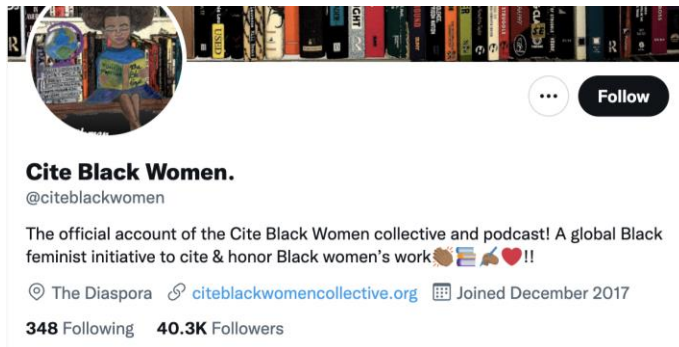 USED
Follow
Cite Black Women.
@citeblackwomen
The official account of the Cite Black Women collective and podcast! A global Black
feminist initiative to cite & honor Black women's work👏🏾📚✍🏾❤️!!
The Diaspora citeblackwomencollective.org Joined December 2017
348 Following 40.3K Followers